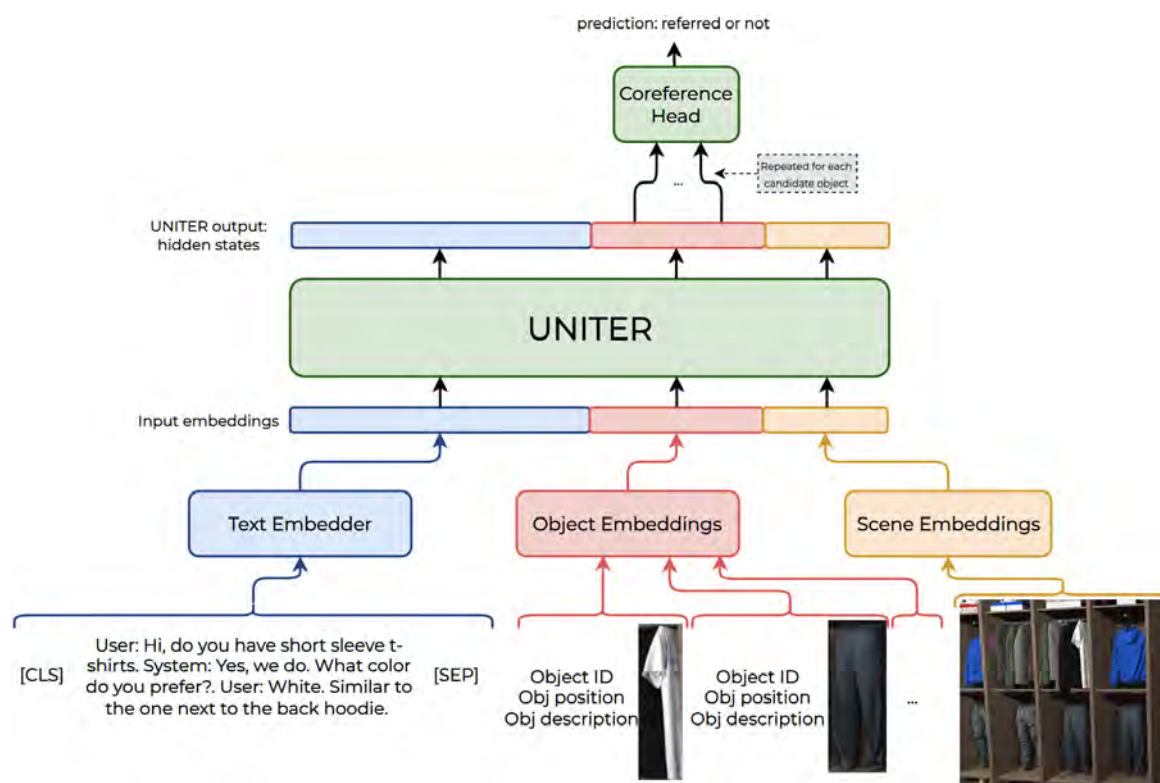 prediction: referred or not
Coreference
Head
Repeated for each
candidate object
...
UNITER output:
hidden states
UNITER
Input embeddings
Text Embedder
Object Embeddings
Scene Embeddings
[CLS]
User: Hi, do you have short sleeve t-
shirts. System: Yes, we do. What color
do you prefer?. User: White. Similar to
the one next to the back hoodie.
[SEP]
Object ID
Obj position
Obj description
Object ID
Obj position
Obj description
...